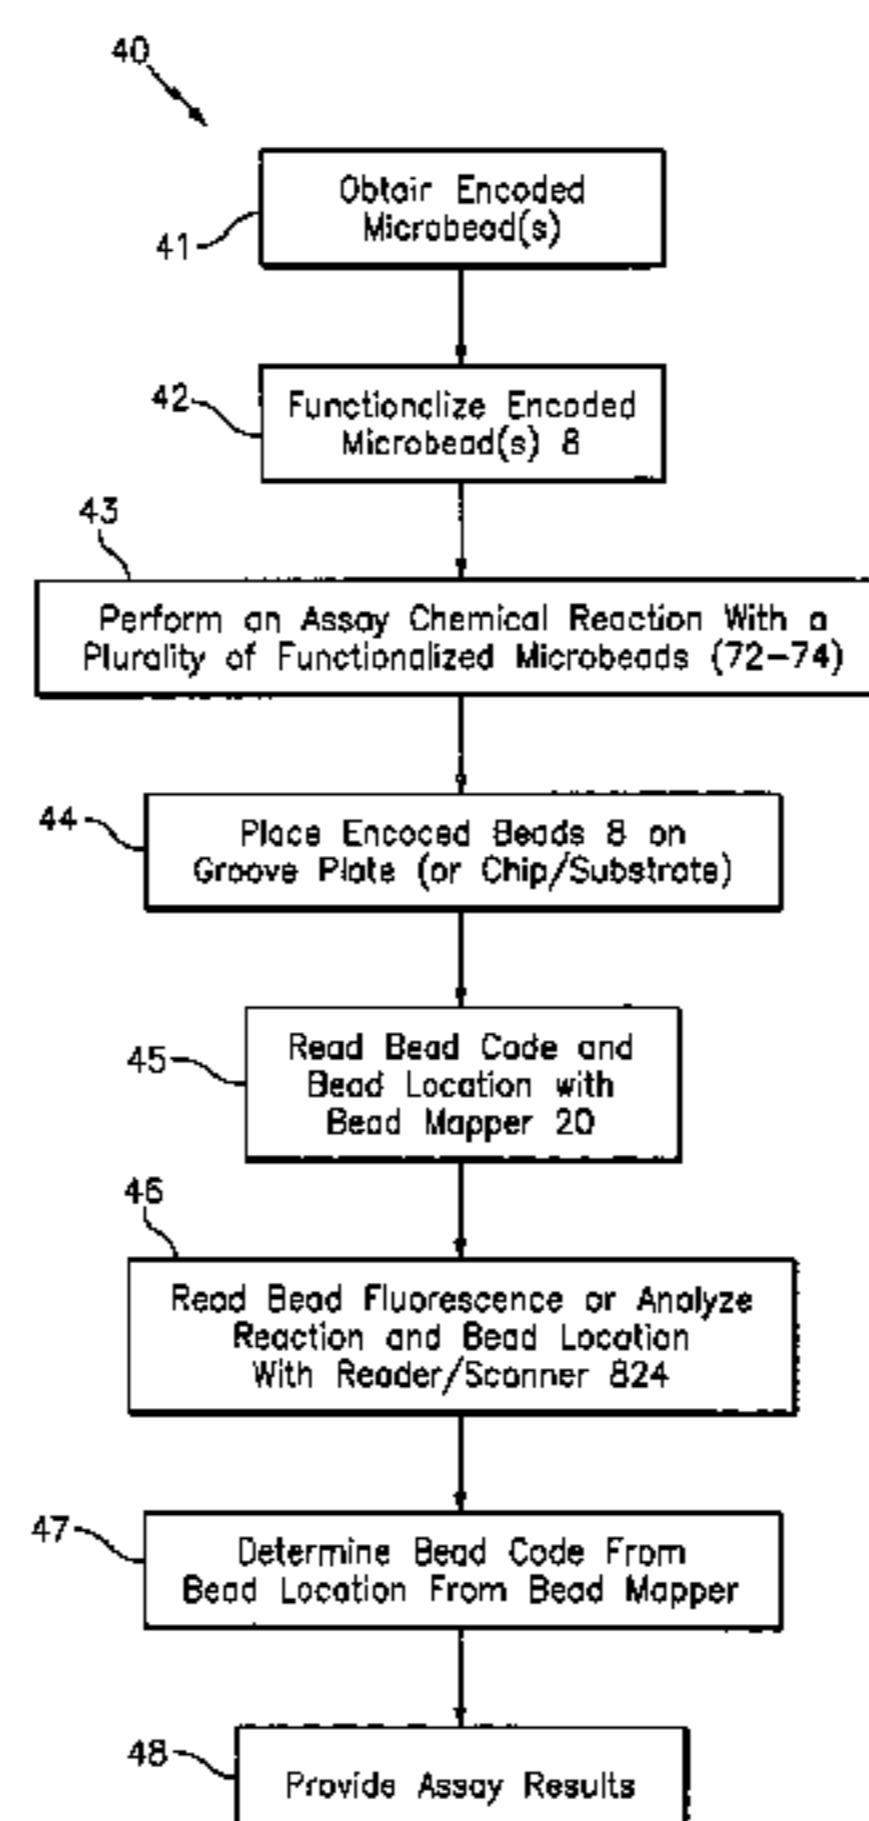 40
Obtain Encoded
Microbead(s)
41
42
Functionalize Encoded
Microbead(s) 8
43
Perform an Assay Chemical Reaction With a
Plurality of Functionalized Microbeads (72-74)
44
Place Encoded Beads 8 on
Groove Plate (or Chip/Substrate)
45
Read Bead Code and
Bead Location with
Bead Mapper 20
46
Read Bead Fluorescence or Analyze
Reaction and Bead Location
With Reader/Scanner 824
47
Determine Bead Code From
Bead Location From Bead Mapper
48
Provide Assay Results